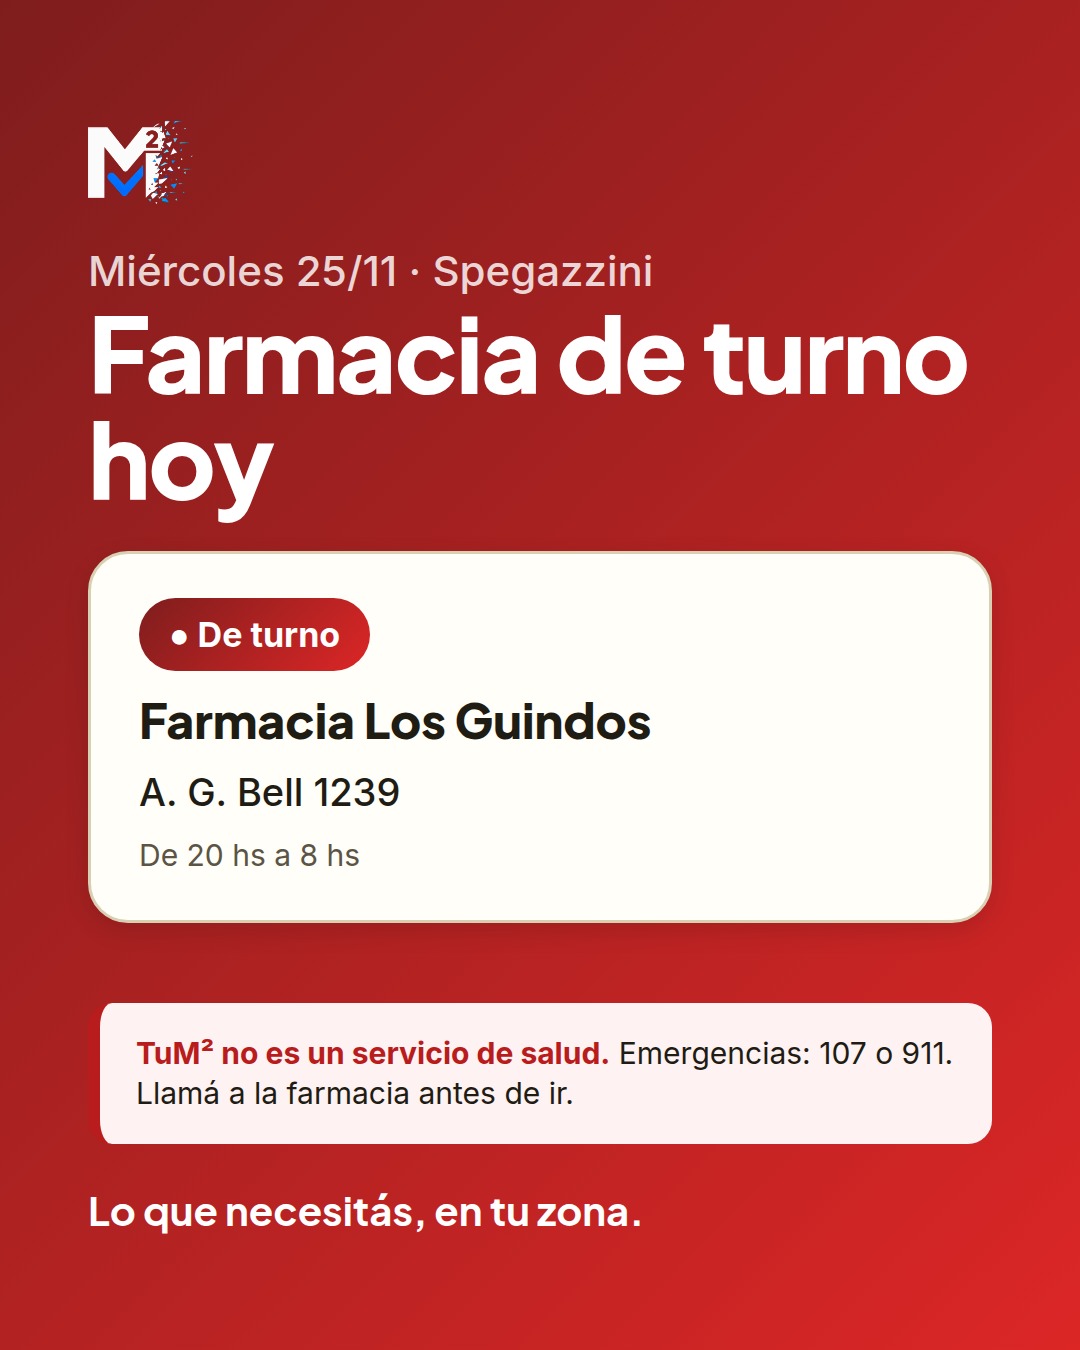 M²
Miércoles 25/11 · Spegazzini
Farmacia de turno
hoy
● De turno
Farmacia Los Guindos
A. G. Bell 1239
De 20 hs a 8 hs
TuM² no es un servicio de salud. Emergencias: 107 o 911.
Llamá a la farmacia antes de ir.
Lo que necesitás, en tu zona.